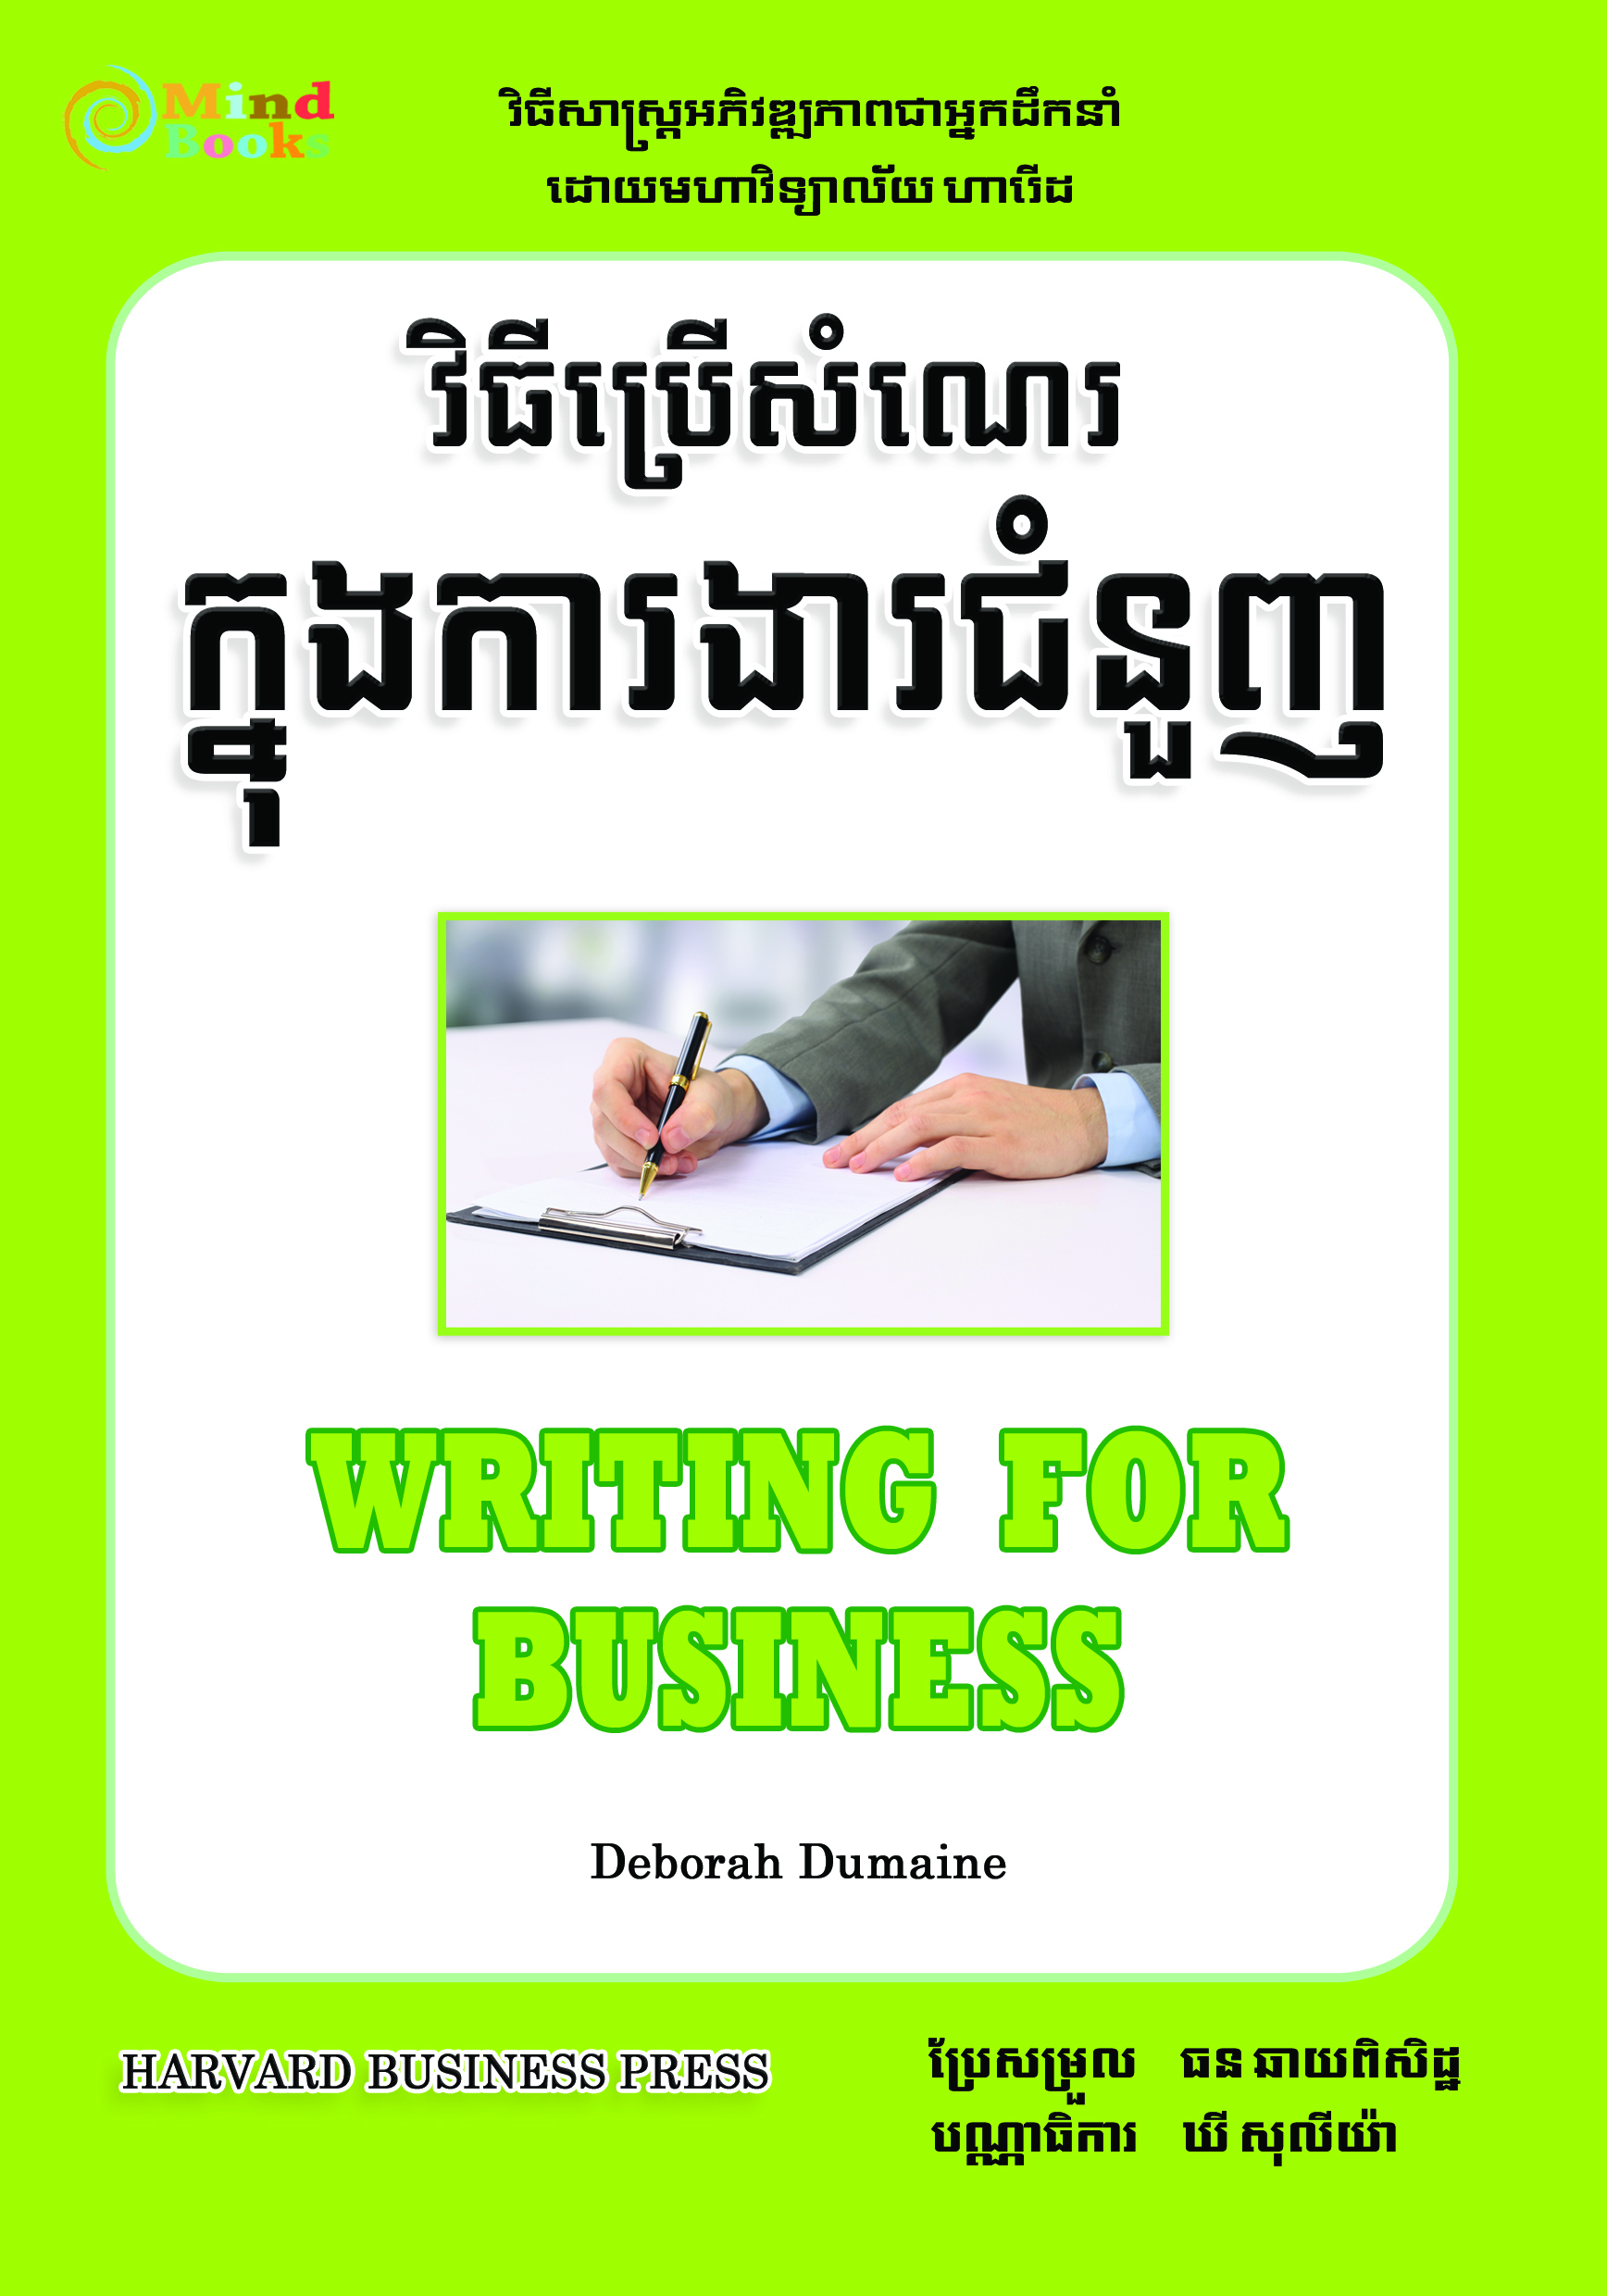 Mind
Books
វិធីសាស្ត្រអភិវឌ្ឍភាពជាអ្នកដឹកនាំ
ដោយមហាវិទ្យាល័យ ហាវើដ
វិធីប្រើសំណេរ
ក្នុងការងារជំនួញ
WRITING FOR
BUSINESS
Deborah Dumaine
HARVARD BUSINESS PRESS
ប្រែសម្រួល ធន ឆាយពិសិដ្ឋ
បណ្ណាធិការ ឃី សុលីយ៉ា